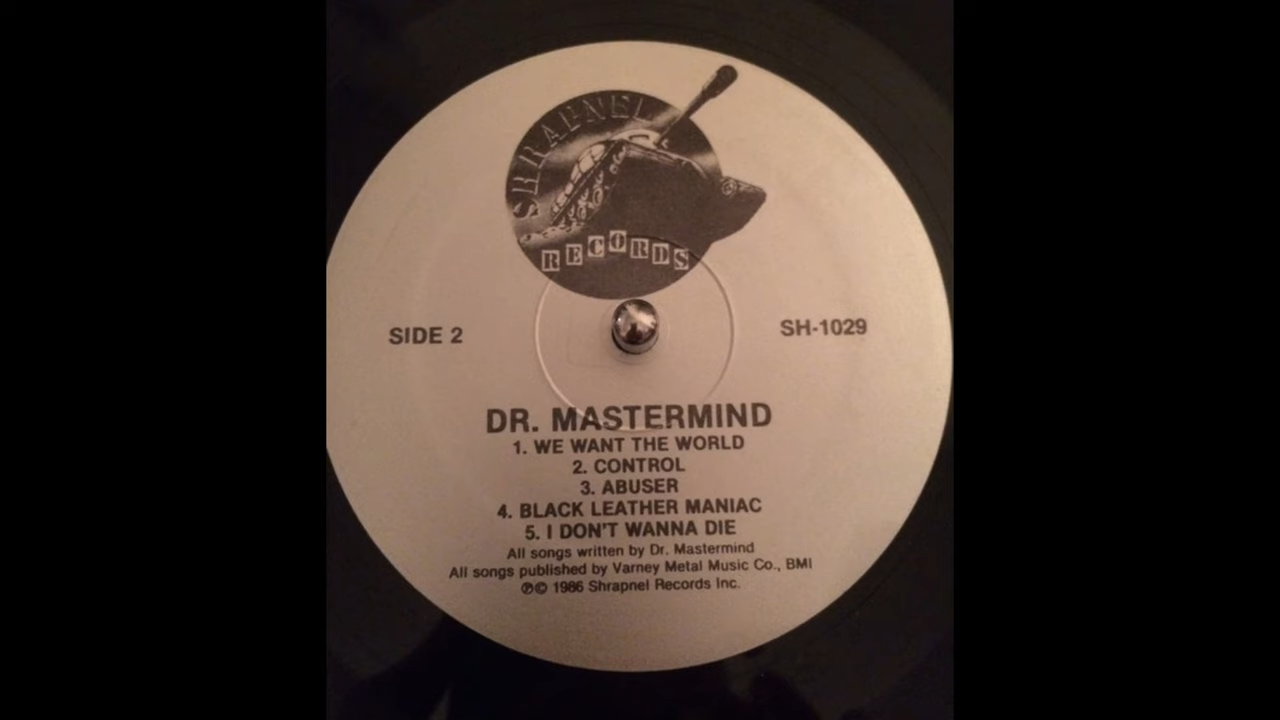 SHRAPNEL
RECORDS
SIDE 2
SH-1029
DR. MASTERMIND
1. WE WANT THE WORLD
2. CONTROL
3. ABUSER
4. BLACK LEATHER MANIAC
5. I DON'T WANNA DIE
All songs written by Dr. Mastermind
All songs published by Varney Metal Music Co., BMI
℗© 1986 Shrapnel Records Inc.